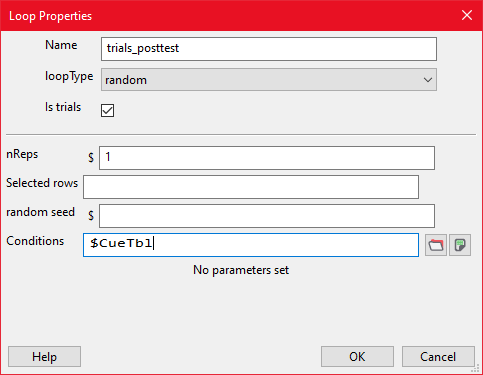 Loop Properties
Name trials_posttest
loopType random
Is trials
nReps $ 1
Selected rows
random seed $
Conditions $CueTbl
No parameters set
Help OK Cancel